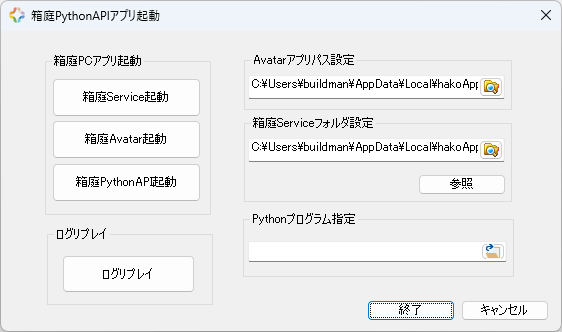 箱庭PythonAPIアプリ起動
箱庭PCアプリ起動
箱庭Service起動
箱庭Avatar起動
箱庭PythonAPI起動
ログリプレイ
ログリプレイ
Avatarアプリパス設定
C:¥Users¥buildman¥AppData¥Local¥hakoApp
箱庭Serviceフォルダ設定
C:¥Users¥buildman¥AppData¥Local¥hakoApp
参照
Pythonプログラム指定
終了
キャンセル